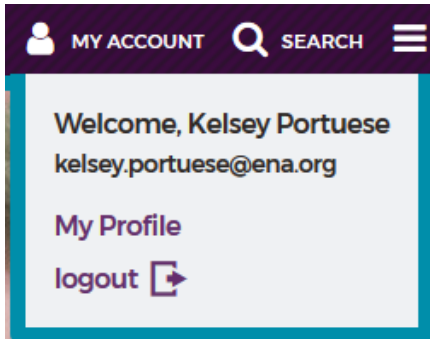 MY ACCOUNT SEARCH
Welcome, Kelsey Portuese
kelsey.portuese@ena.org
My Profile
logout